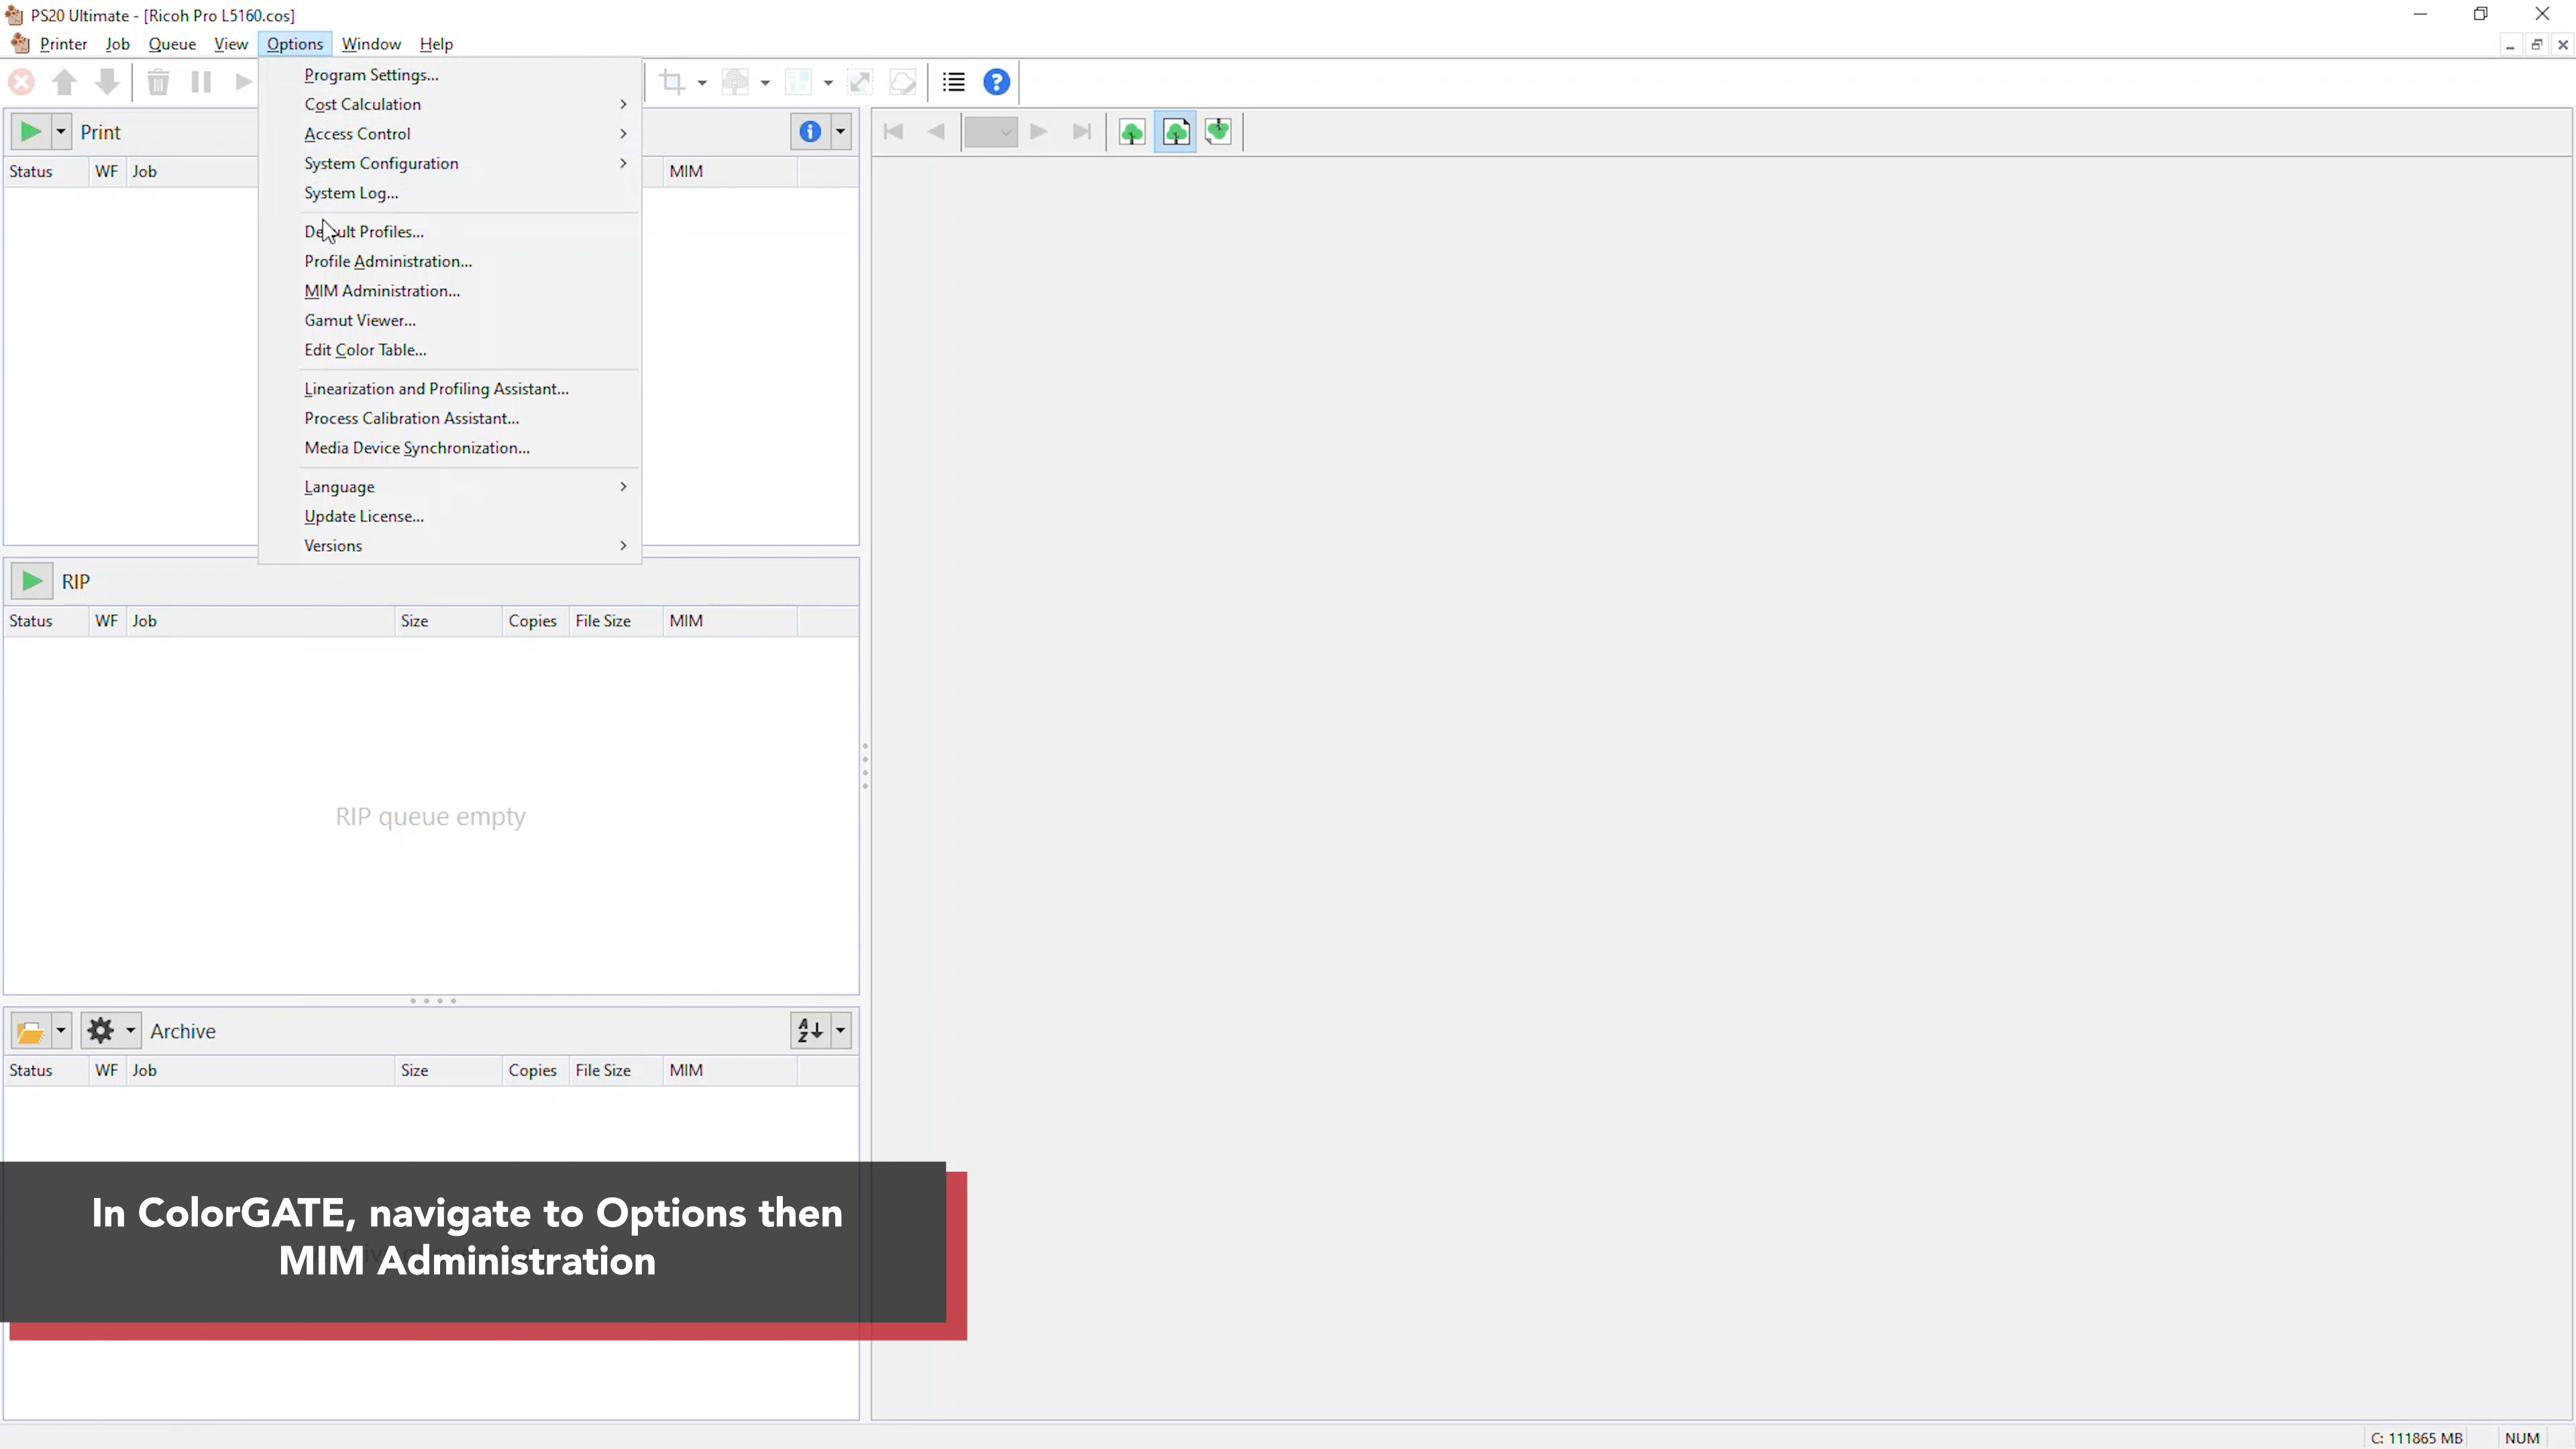 PS20 Ultimate - [Ricoh Pro L5160.cos]
Printer Job Queue View Options Window Help
Program Settings...
Cost Calculation
Access Control
System Configuration
System Log...
Default Profiles...
Profile Administration...
MIM Administration...
Gamut Viewer...
Edit Color Table...
Linearization and Profiling Assistant...
Process Calibration Assistant...
Media Device Synchronization...
Language
Update License...
Versions
Print
Status WF Job MIM
RIP
Status WF Job Size Copies File Size MIM
RIP queue empty
Archive
Status WF Job Size Copies File Size MIM
In ColorGATE, navigate to Options then
MIM Administration
C: 111865 MB NUM